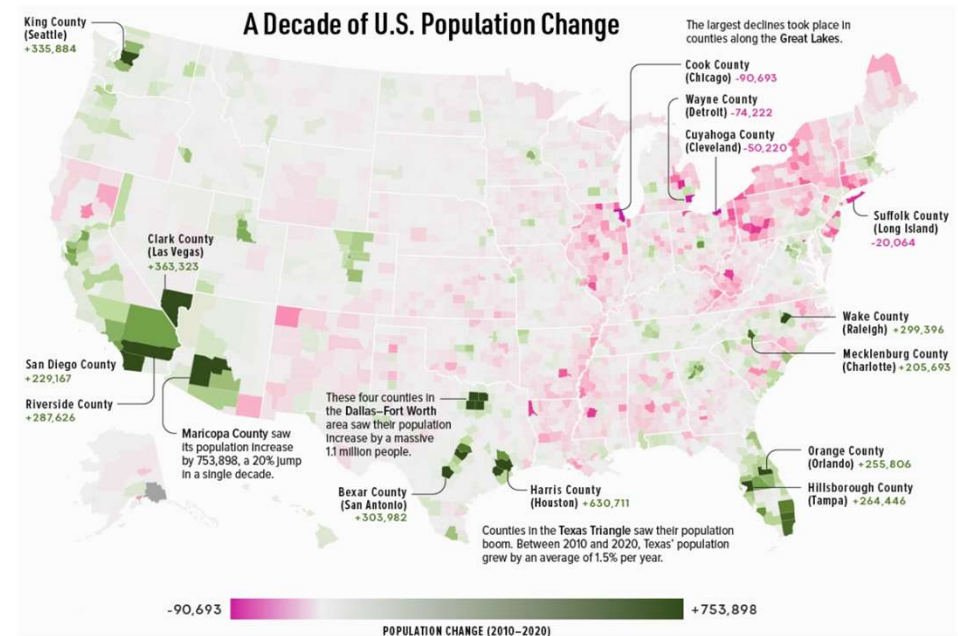 A Decade of U.S. Population Change
King County
(Seattle)
+335,884
The largest declines took place in
counties along the Great Lakes.
Cook County
(Chicago) -90,693
Wayne County
(Detroit) -74,222
Cuyahoga County
(Cleveland) -50,220
Suffolk County
(Long Island)
-20,064
Clark County
(Las Vegas)
+363,323
Wake County
(Raleigh) +299,396
Mecklenburg County
(Charlotte) +205,693
San Diego County
+229,167
Riverside County
+287,626
Maricopa County saw
its population increase
by 753,898, a 20% jump
in a single decade.
These four counties in
the Dallas–Fort Worth
area saw their population
increase by a massive
1.1 million people.
Orange County
(Orlando) +255,806
Hillsborough County
(Tampa) +264,446
Bexar County
(San Antonio)
+303,982
Harris County
(Houston) +630,711
Counties in the Texas Triangle saw their population
boom. Between 2010 and 2020, Texas' population
grew by an average of 1.5% per year.
-90,693
+753,898
POPULATION CHANGE (2010–2020)